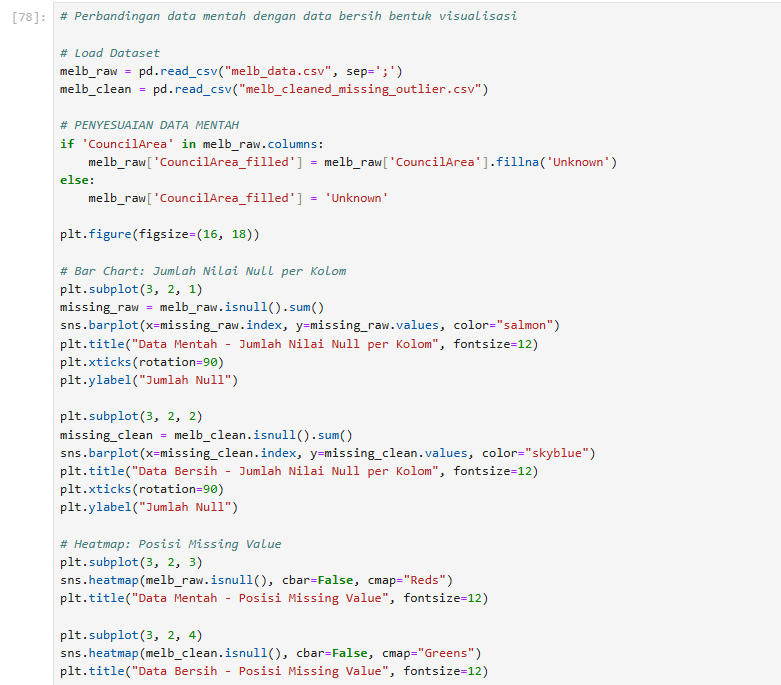 [78]: # Perbandingan data mentah dengan data bersih bentuk visualisasi
# Load Dataset
melb_raw = pd.read_csv("melb_data.csv", sep=';')
melb_clean = pd.read_csv("melb_cleaned_missing_outlier.csv")
# PENYESUAIAN DATA MENTAH
if 'CouncilArea' in melb_raw.columns:
    melb_raw['CouncilArea_filled'] = melb_raw['CouncilArea'].fillna('Unknown')
else:
    melb_raw['CouncilArea_filled'] = 'Unknown'
plt.figure(figsize=(16, 18))
# Bar Chart: Jumlah Nilai Null per Kolom
plt.subplot(3, 2, 1)
missing_raw = melb_raw.isnull().sum()
sns.barplot(x=missing_raw.index, y=missing_raw.values, color="salmon")
plt.title("Data Mentah - Jumlah Nilai Null per Kolom", fontsize=12)
plt.xticks(rotation=90)
plt.ylabel("Jumlah Null")
plt.subplot(3, 2, 2)
missing_clean = melb_clean.isnull().sum()
sns.barplot(x=missing_clean.index, y=missing_clean.values, color="skyblue")
plt.title("Data Bersih - Jumlah Nilai Null per Kolom", fontsize=12)
plt.xticks(rotation=90)
plt.ylabel("Jumlah Null")
# Heatmap: Posisi Missing Value
plt.subplot(3, 2, 3)
sns.heatmap(melb_raw.isnull(), cbar=False, cmap="Reds")
plt.title("Data Mentah - Posisi Missing Value", fontsize=12)
plt.subplot(3, 2, 4)
sns.heatmap(melb_clean.isnull(), cbar=False, cmap="Greens")
plt.title("Data Bersih - Posisi Missing Value", fontsize=12)